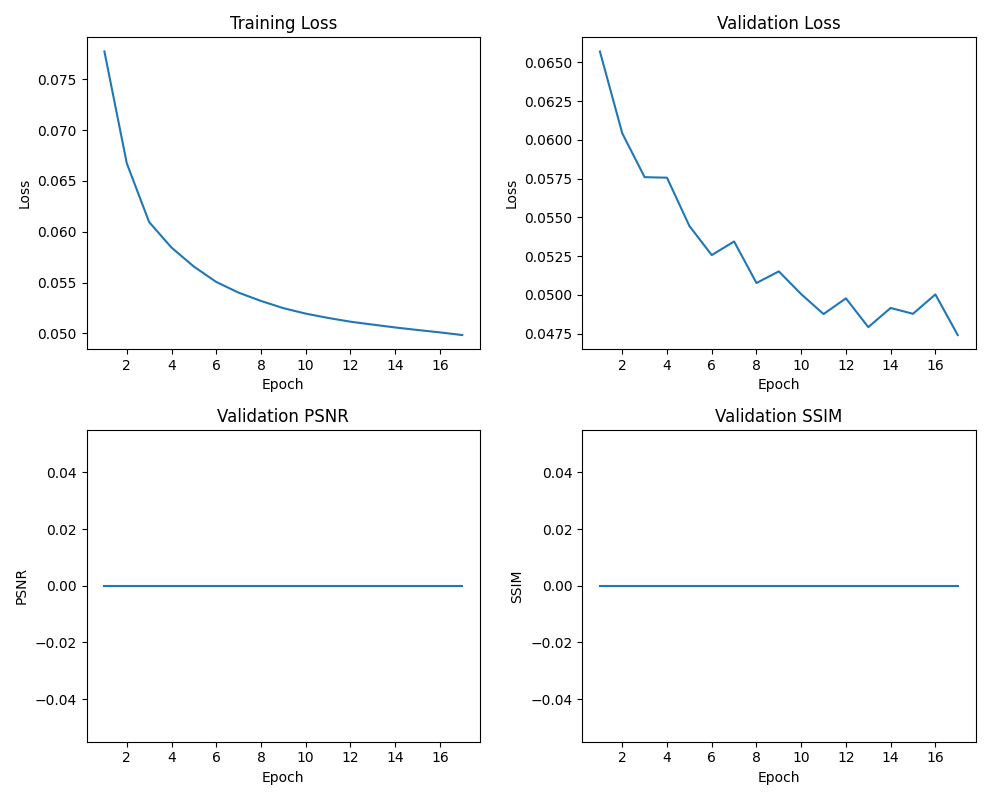 Training Loss
Loss
0.075
0.070
0.065
0.060
0.055
0.050
2 4 6 8 10 12 14 16
Epoch
Validation Loss
Loss
0.0650
0.0625
0.0600
0.0575
0.0550
0.0525
0.0500
0.0475
2 4 6 8 10 12 14 16
Epoch
Validation PSNR
PSNR
0.04
0.02
0.00
−0.02
−0.04
2 4 6 8 10 12 14 16
Epoch
Validation SSIM
SSIM
0.04
0.02
0.00
−0.02
−0.04
2 4 6 8 10 12 14 16
Epoch